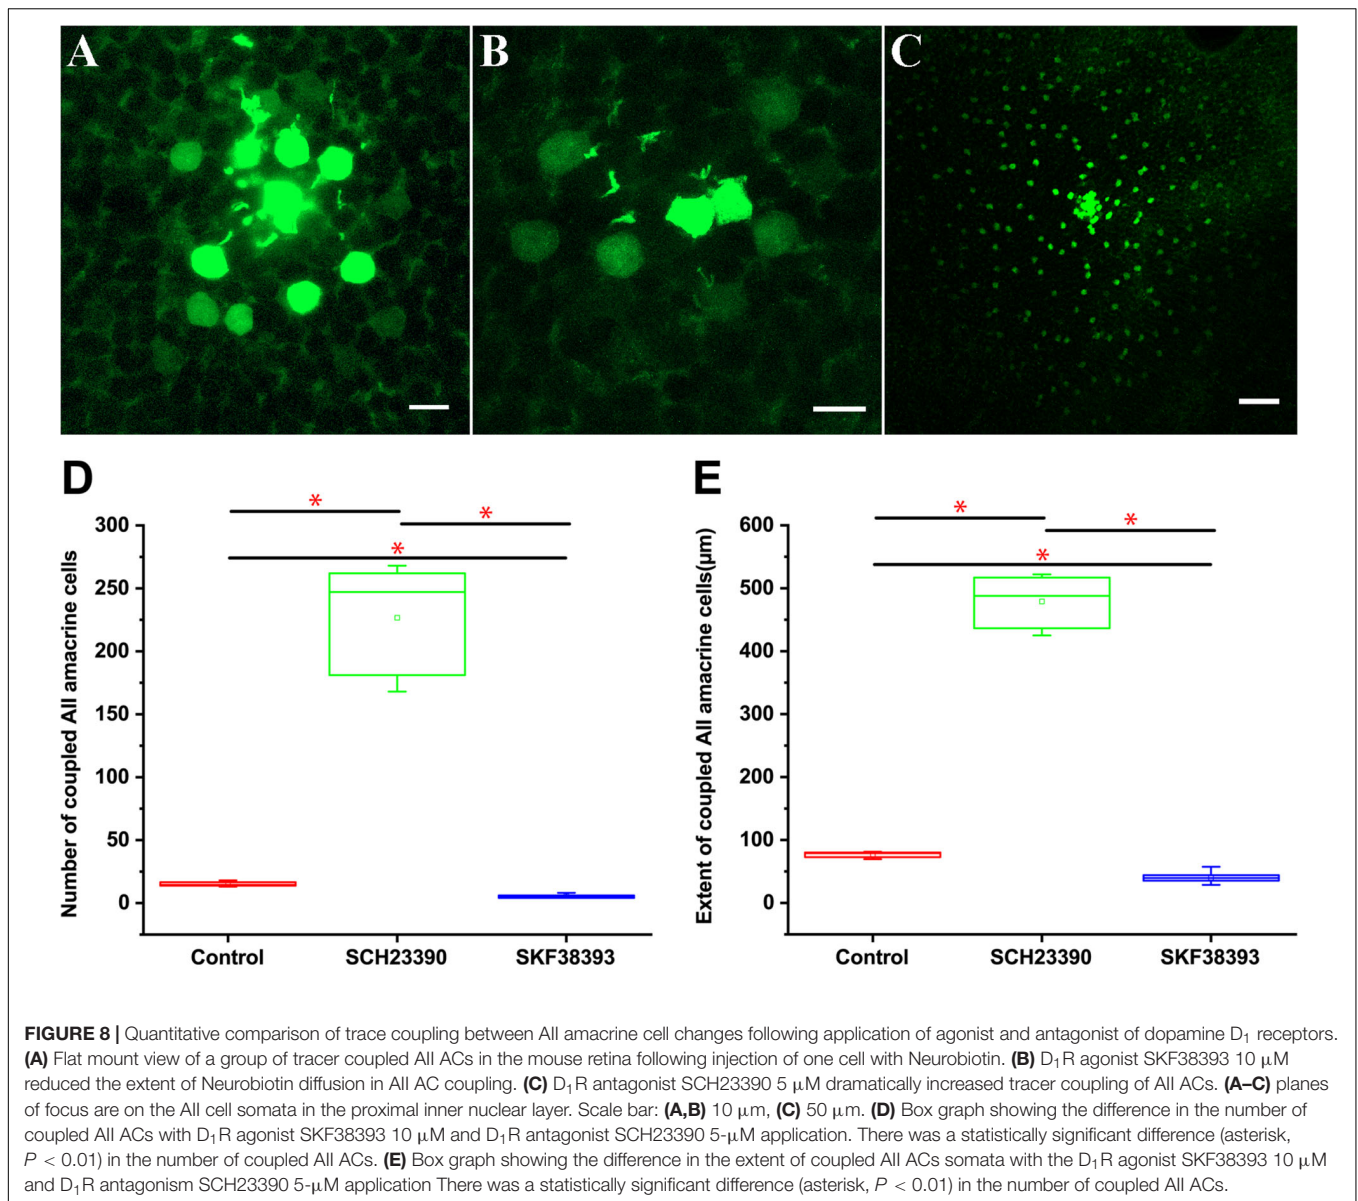 A
B
C
D
E
Number of coupled AII amacrine cells
300
250
200
150
100
50
0
Control
SCH23390
SKF38393
*
*
*
Extent of coupled AII amacrine cells(μm)
600
500
400
300
200
100
0
Control
SCH23390
SKF38393
*
*
*
FIGURE 8 | Quantitative comparison of trace coupling between AII amacrine cell changes following application of agonist and antagonist of dopamine D₁ receptors.
(A) Flat mount view of a group of tracer coupled AII ACs in the mouse retina following injection of one cell with Neurobiotin. (B) D₁R agonist SKF38393 10 μM
reduced the extent of Neurobiotin diffusion in AII AC coupling. (C) D₁R antagonist SCH23390 5 μM dramatically increased tracer coupling of AII ACs. (A–C) planes
of focus are on the AII cell somata in the proximal inner nuclear layer. Scale bar: (A,B) 10 μm, (C) 50 μm. (D) Box graph showing the difference in the number of
coupled AII ACs with D₁R agonist SKF38393 10 μM and D₁R antagonist SCH23390 5-μM application. There was a statistically significant difference (asterisk,
P < 0.01) in the number of coupled AII ACs. (E) Box graph showing the difference in the extent of coupled AII ACs somata with the D₁R agonist SKF38393 10 μM
and D₁R antagonism SCH23390 5-μM application There was a statistically significant difference (asterisk, P < 0.01) in the number of coupled AII ACs.